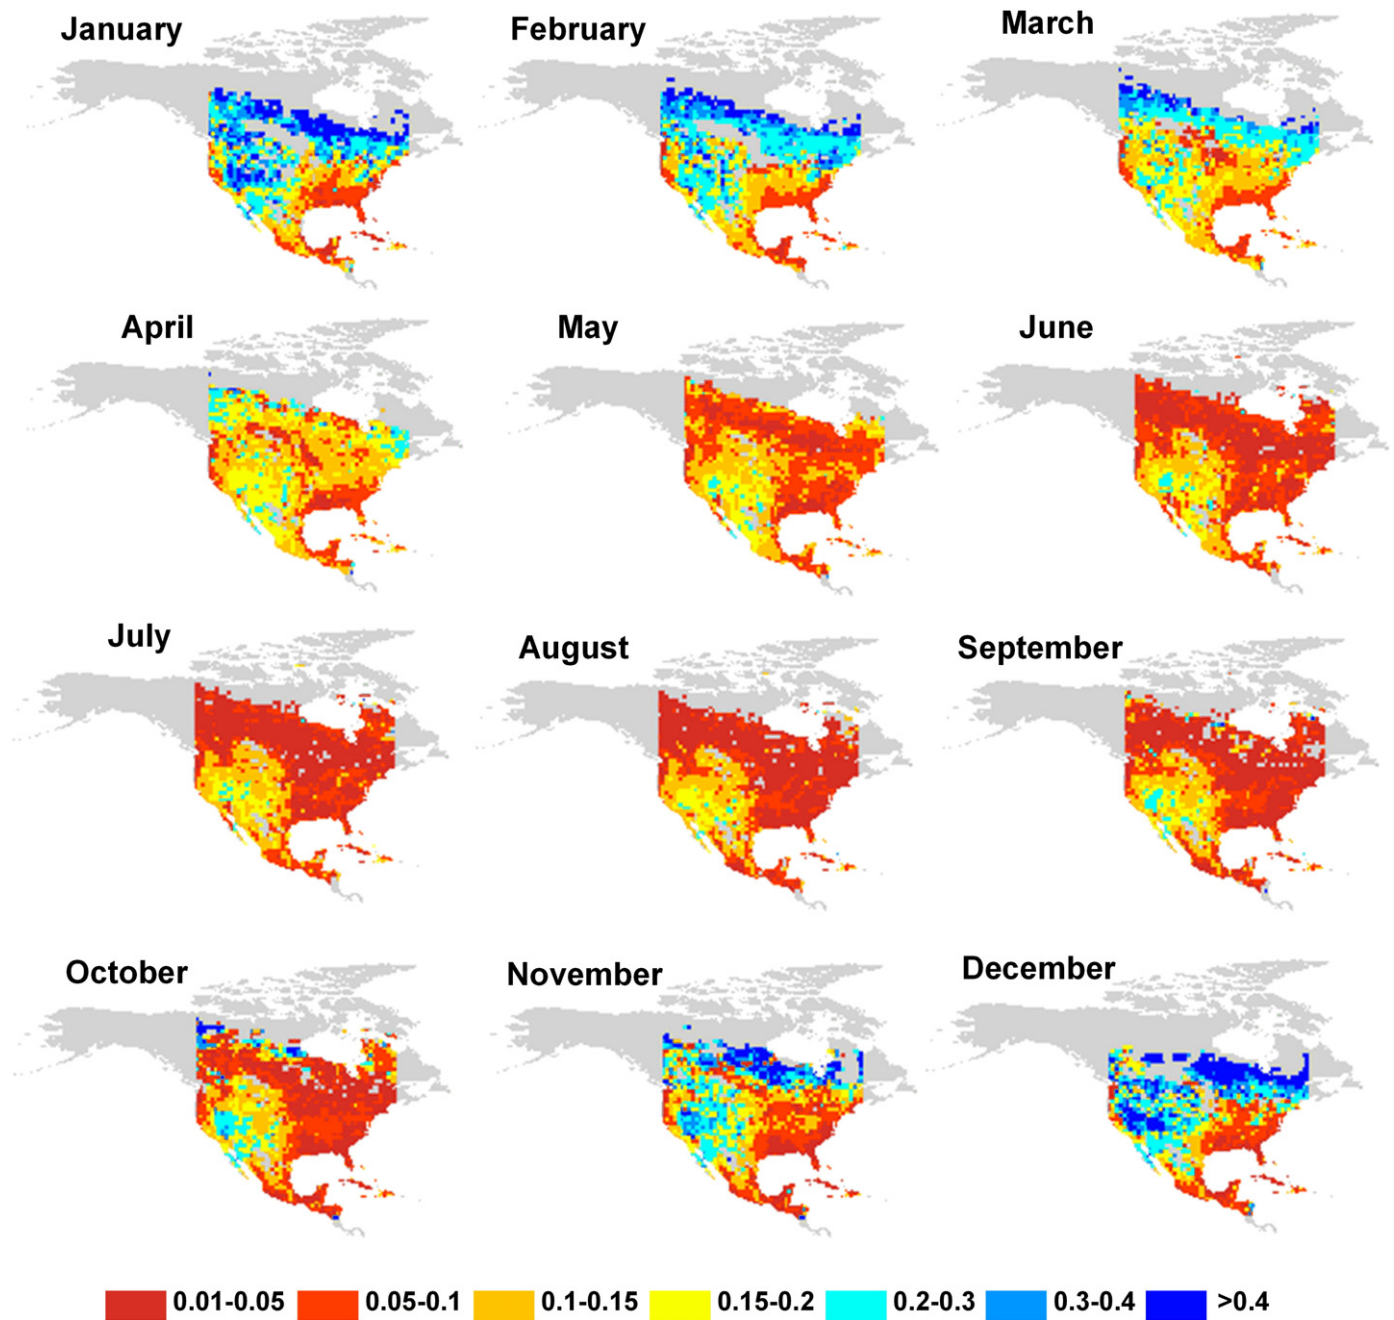 January February March
April May June
July August September
October November December
0.01-0.05 0.05-0.1 0.1-0.15 0.15-0.2 0.2-0.3 0.3-0.4 >0.4